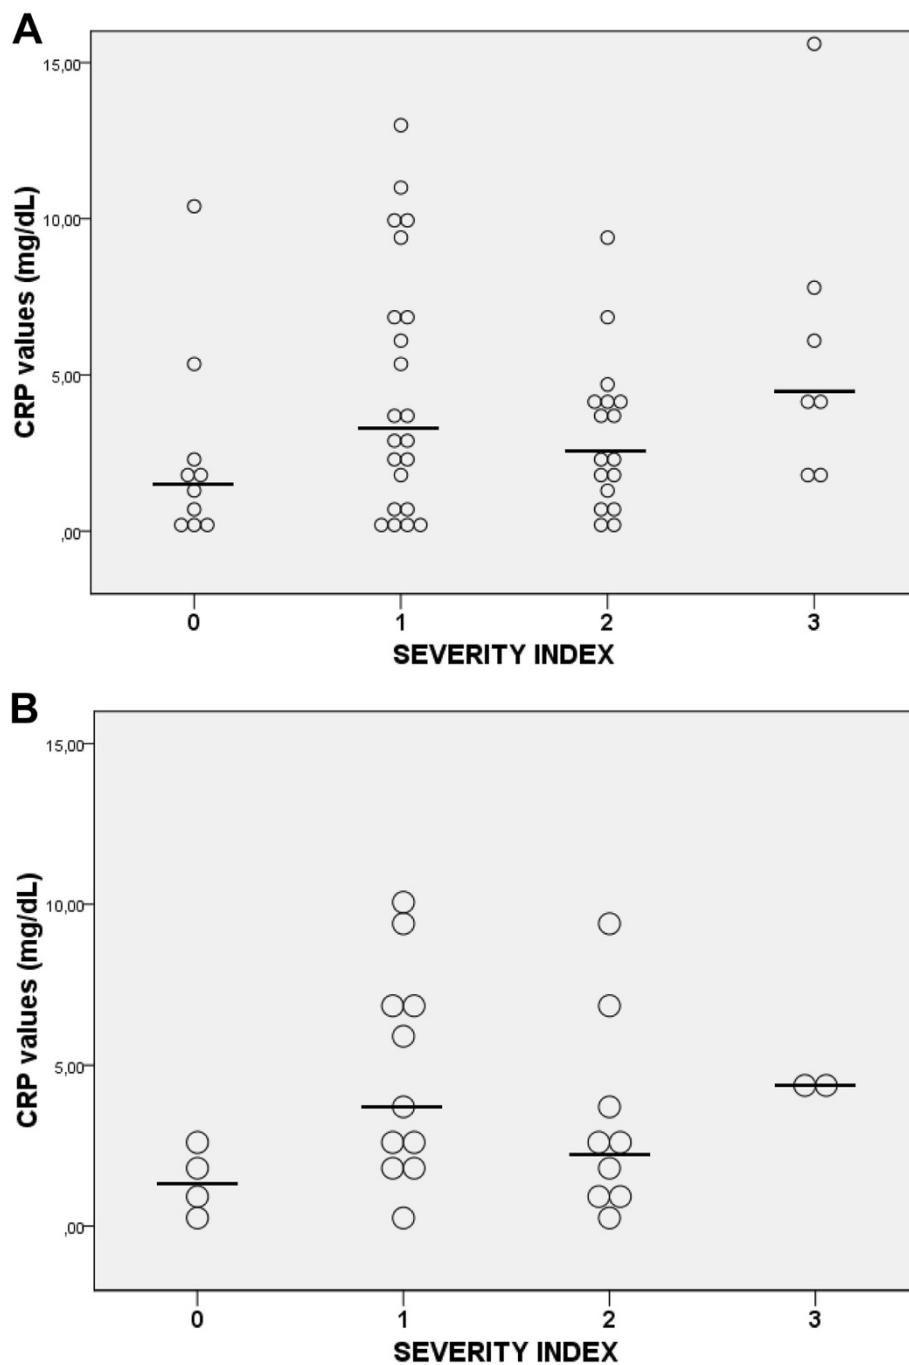 A
CRP values (mg/dL)
15,00
10,00
5,00
,00
0 1 2 3
SEVERITY INDEX
B
CRP values (mg/dL)
15,00
10,00
5,00
,00
0 1 2 3
SEVERITY INDEX